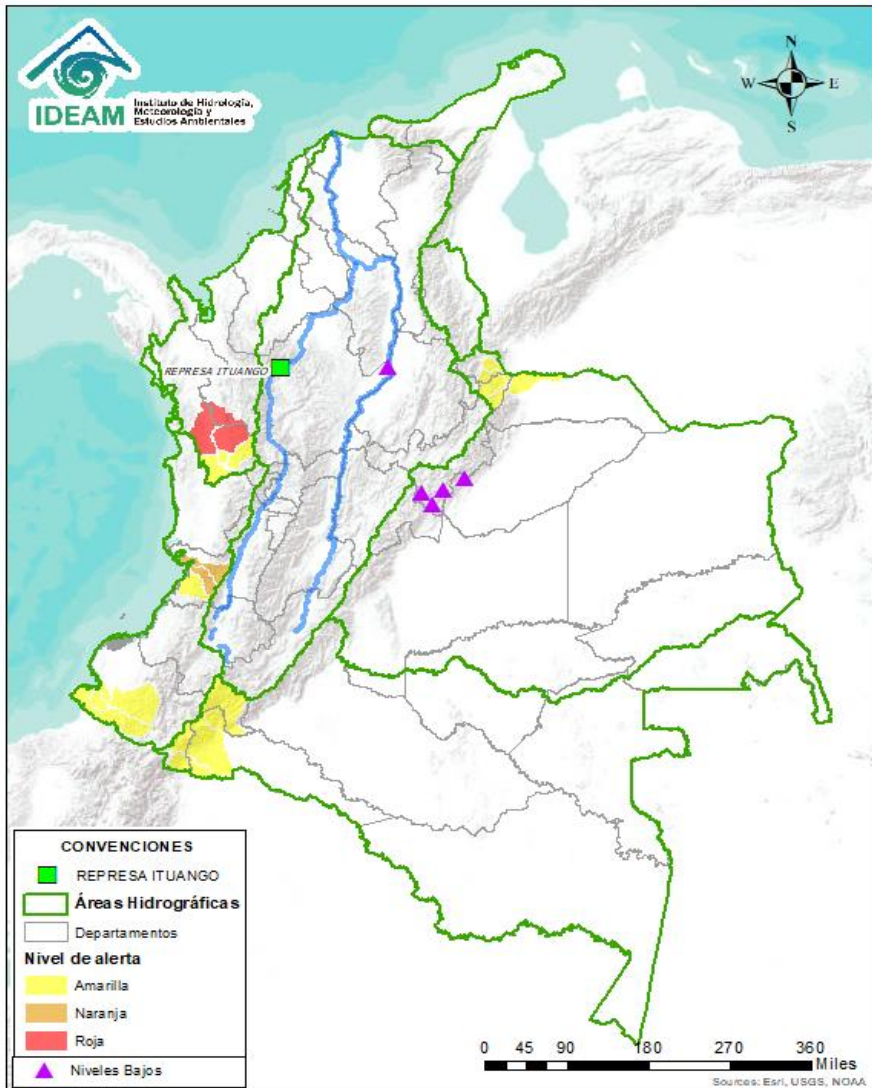 IDEAM
Instituto de Hidrología,
Meteorología y
Estudios Ambientales
N
W
E
S
REPRESA ITUANGO
CONVENCIONES
REPRESA ITUANGO
Áreas Hidrográficas
Departamentos
Nivel de alerta
Amarilla
Naranja
Roja
Niveles Bajos
0 45 90 180 270 360
Miles
Sources: Esri, USGS, NOAA